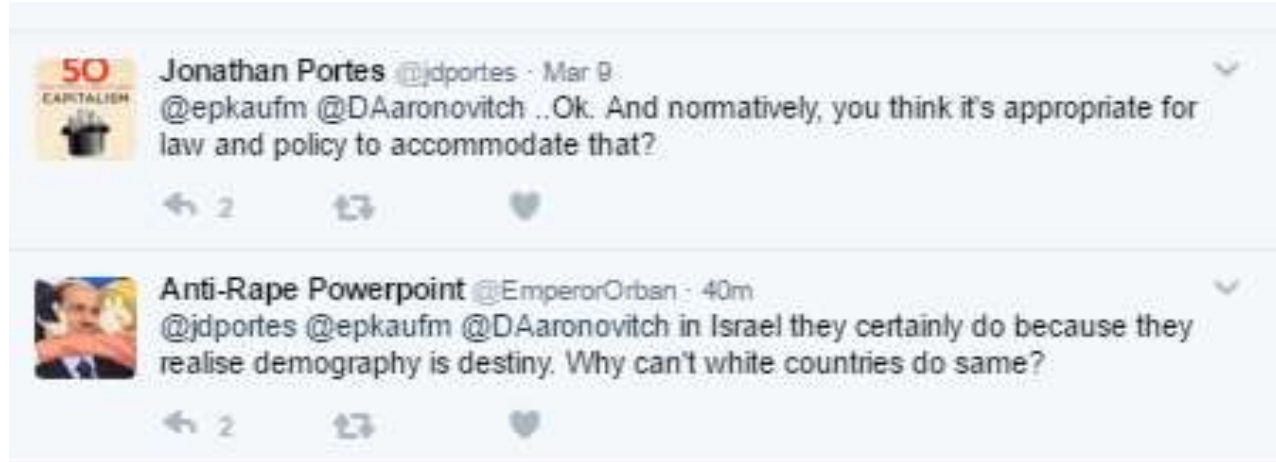 50
CAPITALISM
Jonathan Portes @jdportes · Mar 9
@epkaufm @DAaronovitch ..Ok. And normatively, you think it's appropriate for
law and policy to accommodate that?
2
Anti-Rape Powerpoint @EmperorOrban · 40m
@jdportes @epkaufm @DAaronovitch in Israel they certainly do because they
realise demography is destiny. Why can't white countries do same?
2